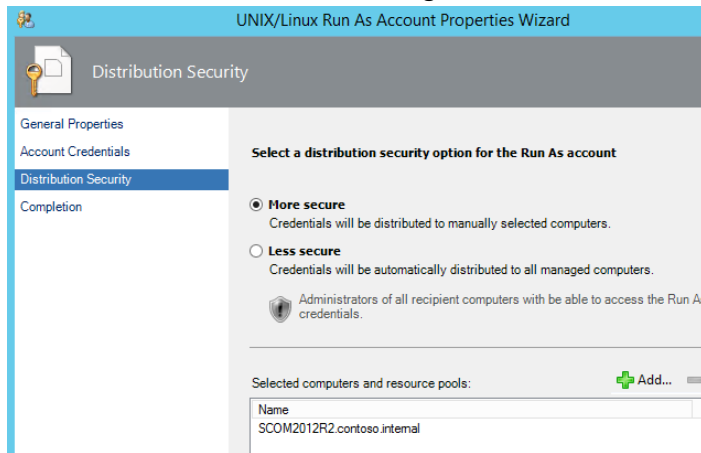 UNIX/Linux Run As Account Properties Wizard
Distribution Security
General Properties
Account Credentials
Distribution Security
Completion
Select a distribution security option for the Run As account
More secure
Credentials will be distributed to manually selected computers.
Less secure
Credentials will be automatically distributed to all managed computers.
Administrators of all recipient computers with be able to access the Run A
credentials.
Selected computers and resource pools:
Add...
Name
SCOM2012R2.contoso.internal